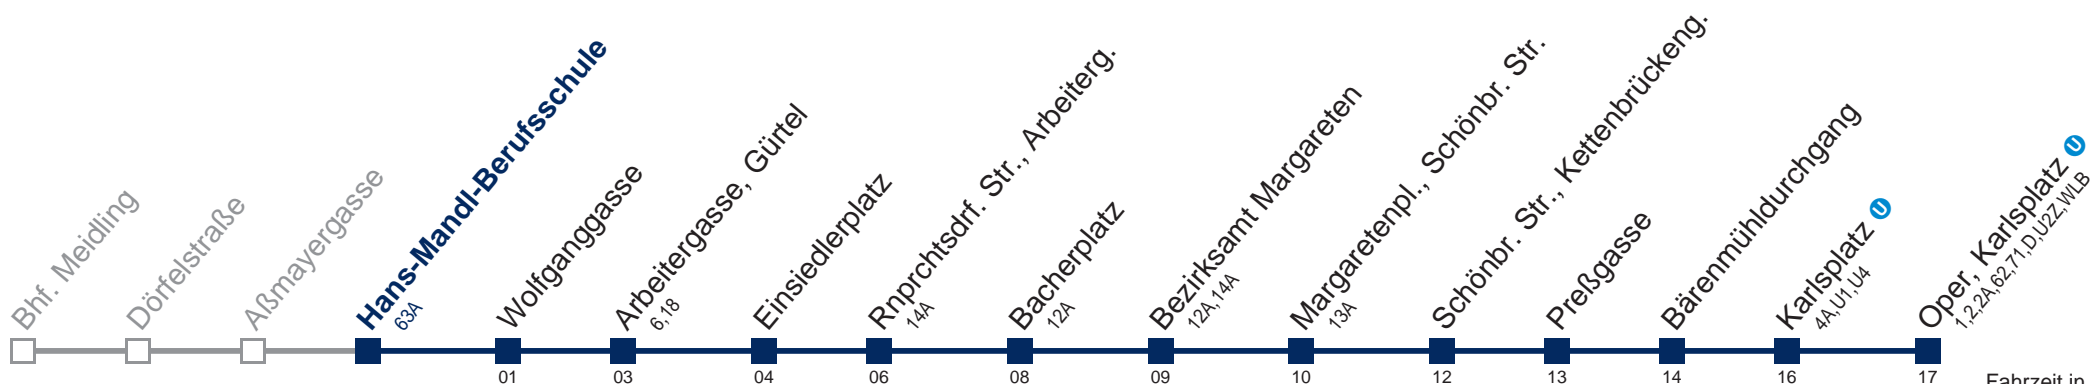 Bhf. Meidling
Dörfelstraße
Aßmayergasse
Hans-Mandl-Berufsschule
63A
Wolfganggasse
Arbeitergasse, Gürtel
6,18
Einsiedlerplatz
Rnprchtsdrf. Str., Arbeiterg.
14A
Bacherplatz
12A
Bezirksamt Margareten
12A,14A
Margaretenpl., Schönbr. Str.
13A
Schönbr. Str., Kettenbrückeng.
Preßgasse
Bärenmühldurchgang
Karlsplatz U
4A,U1,U4
Oper, Karlsplatz U
1,2,2A,62,71,D,U2Z,WLB
01 03 04 06 08 09 10 12 13 14 16 17
Fahrzeit in